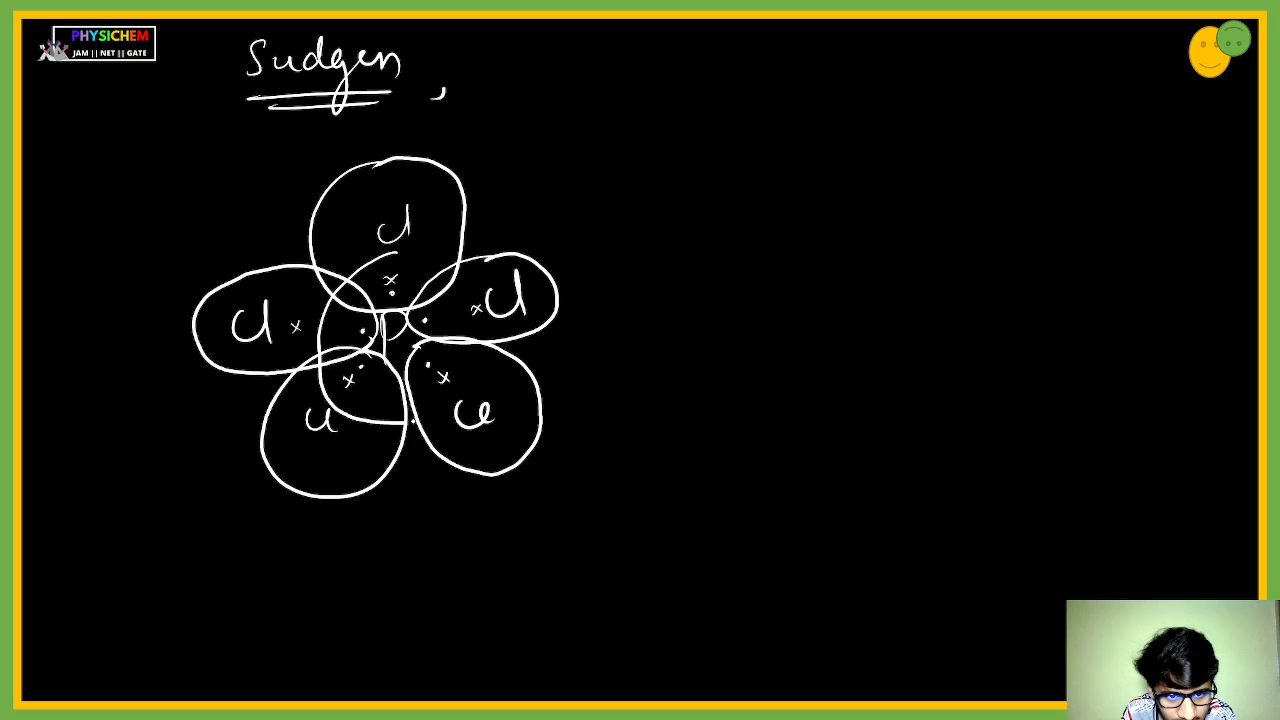 PHYSICHEM
JAM || NET || GATE
Sudgen,
Cl
Cl
Cl
P
Cl
Cl